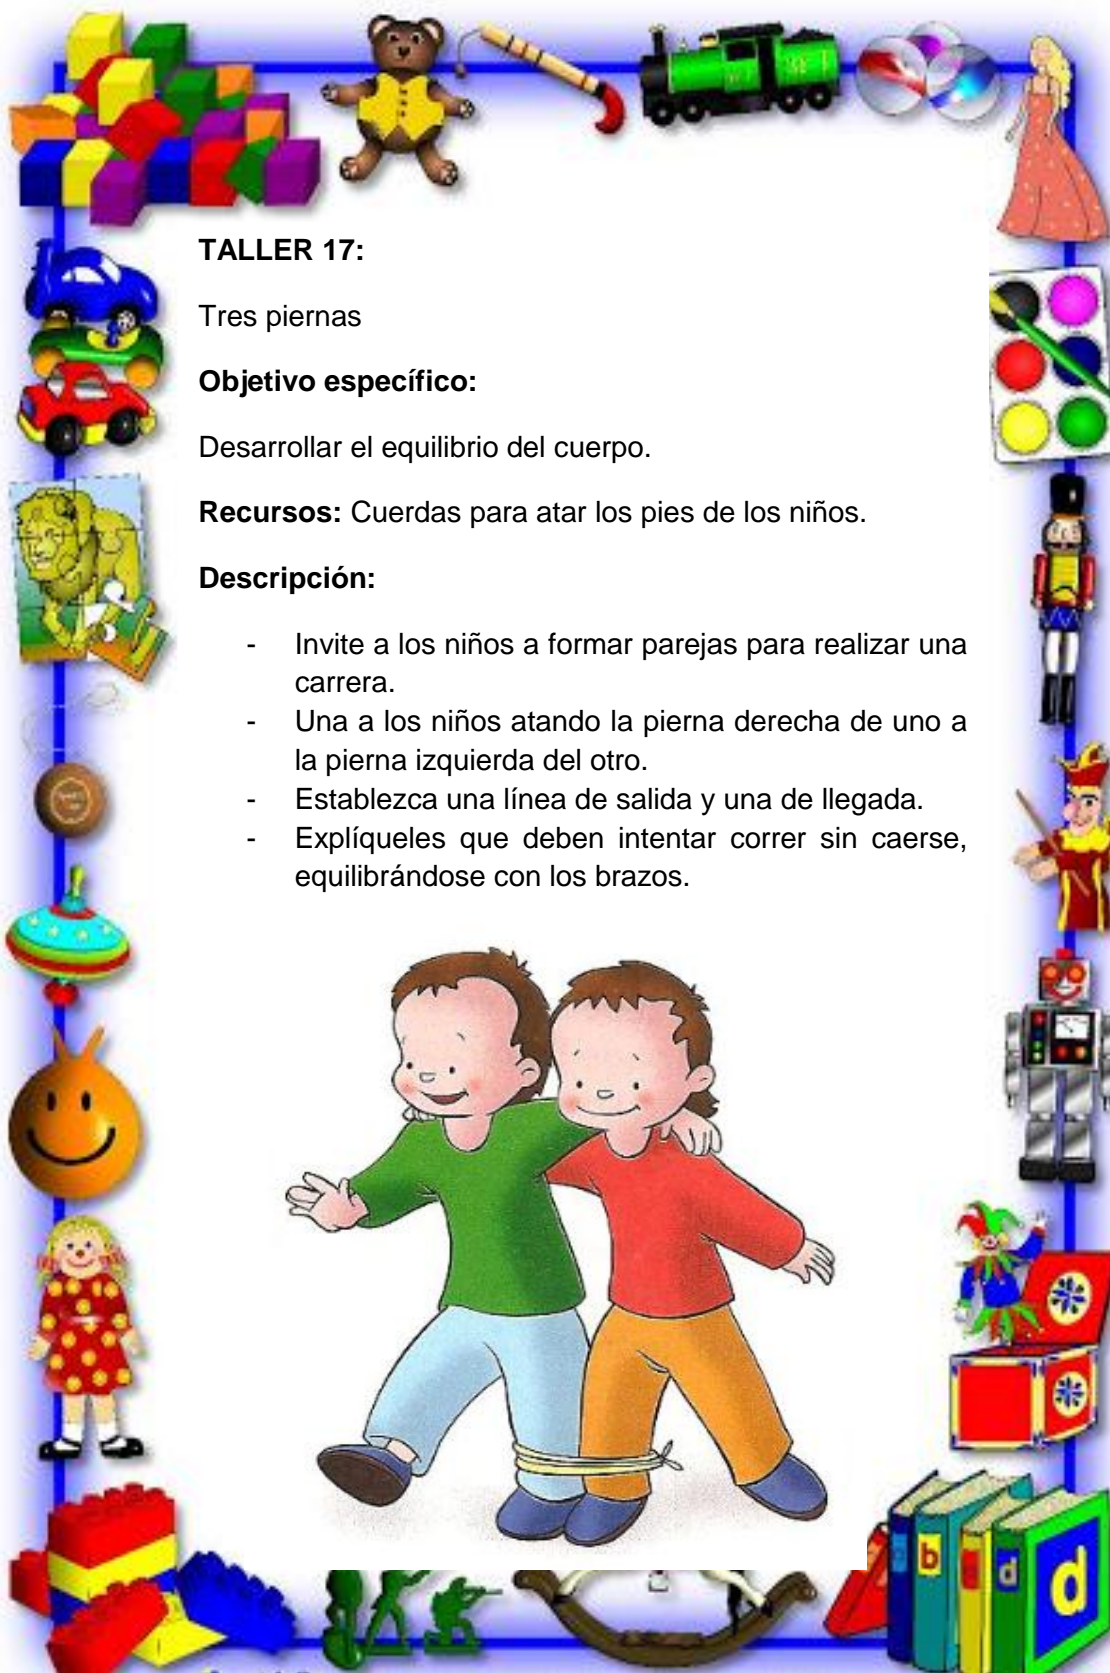 TALLER 17:
Tres piernas
Objetivo específico:
Desarrollar el equilibrio del cuerpo.
Recursos: Cuerdas para atar los pies de los niños.
Descripción:
- Invite a los niños a formar parejas para realizar una
carrera.
- Una a los niños atando la pierna derecha de uno a
la pierna izquierda del otro.
- Establezca una línea de salida y una de llegada.
- Explíqueles que deben intentar correr sin caerse,
equilibrándose con los brazos.
b
d
d